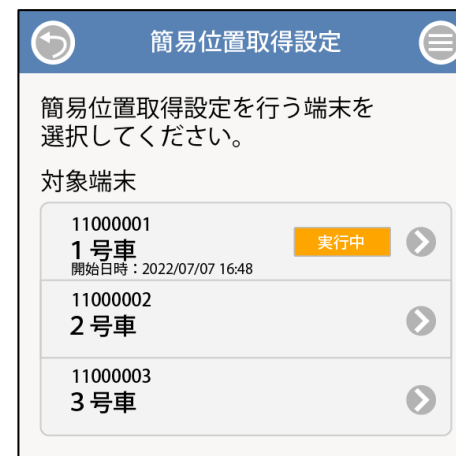 簡易位置取得設定
簡易位置取得設定を行う端末を
選択してください。
対象端末
11000001
1号車
実行中
開始日時：2022/07/07 16:48
11000002
2号車
11000003
3号車